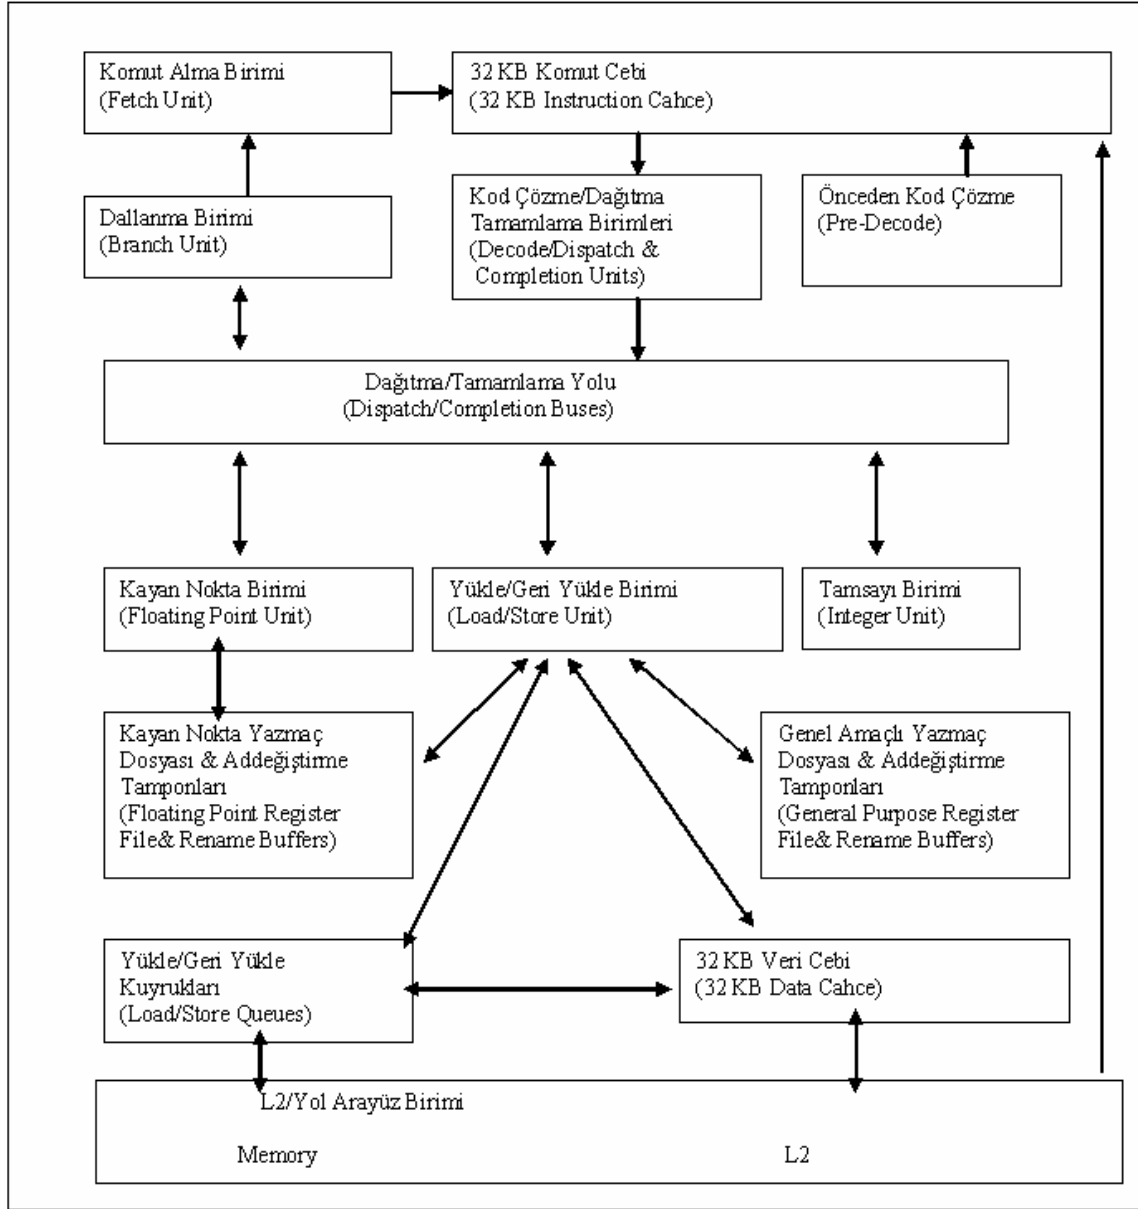 Komut Alma Birimi
(Fetch Unit)
32 KB Komut Cebi
(32 KB Instruction Cahce)
Dallanma Birimi
(Branch Unit)
Kod Çözme/Dağıtma
Tamamlama Birimleri
(Decode/Dispatch &
Completion Units)
Önceden Kod Çözme
(Pre-Decode)
Dağıtma/Tamamlama Yolu
(Dispatch/Completion Buses)
Kayan Nokta Birimi
(Floating Point Unit)
Yükle/Geri Yükle Birimi
(Load/Store Unit)
Tamsayı Birimi
(Integer Unit)
Kayan Nokta Yazmaç
Dosyası & Addeğiştirme
Tamponları
(Floating Point Register
File& Rename Buffers)
Genel Amaçlı Yazmaç
Dosyası & Addeğiştirme
Tamponları
(General Purpose Register
File& Rename Buffers)
Yükle/Geri Yükle
Kuyrukları
(Load/Store Queues)
32 KB Veri Cebi
(32 KB Data Cahce)
L2/Yol Arayüz Birimi
Memory
L2